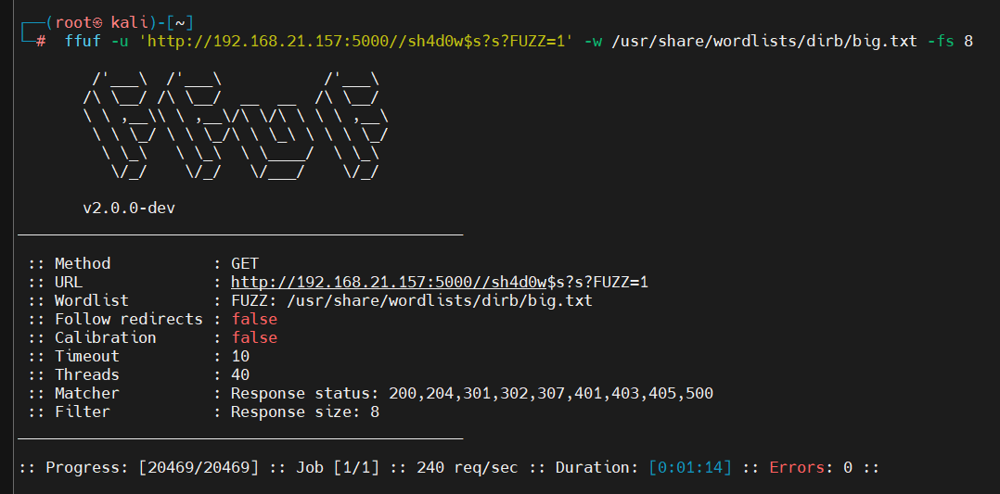 ┌──(root㉿ kali)-[~]
└─# ffuf -u 'http://192.168.21.157:5000//sh4d0w$s?s?FUZZ=1' -w /usr/share/wordlists/dirb/big.txt -fs 8
        /'___\  /'___\           /'___\
       /\ \__/ /\ \__/  __  __  /\ \__/
       \ \ ,__\\ \ ,__\/\ \/\ \ \ \ ,__\
        \ \ \_/ \ \ \_/\ \ \_\ \ \ \ \_/
         \ \_\   \ \_\  \ \____/  \ \_\
          \/_/    \/_/   \/___/    \/_/
v2.0.0-dev
________________________________________________
:: Method : GET
:: URL : http://192.168.21.157:5000//sh4d0w$s?s?FUZZ=1
:: Wordlist : FUZZ: /usr/share/wordlists/dirb/big.txt
:: Follow redirects : false
:: Calibration : false
:: Timeout : 10
:: Threads : 40
:: Matcher : Response status: 200,204,301,302,307,401,403,405,500
:: Filter : Response size: 8
________________________________________________
:: Progress: [20469/20469] :: Job [1/1] :: 240 req/sec :: Duration: [0:01:14] :: Errors: 0 ::